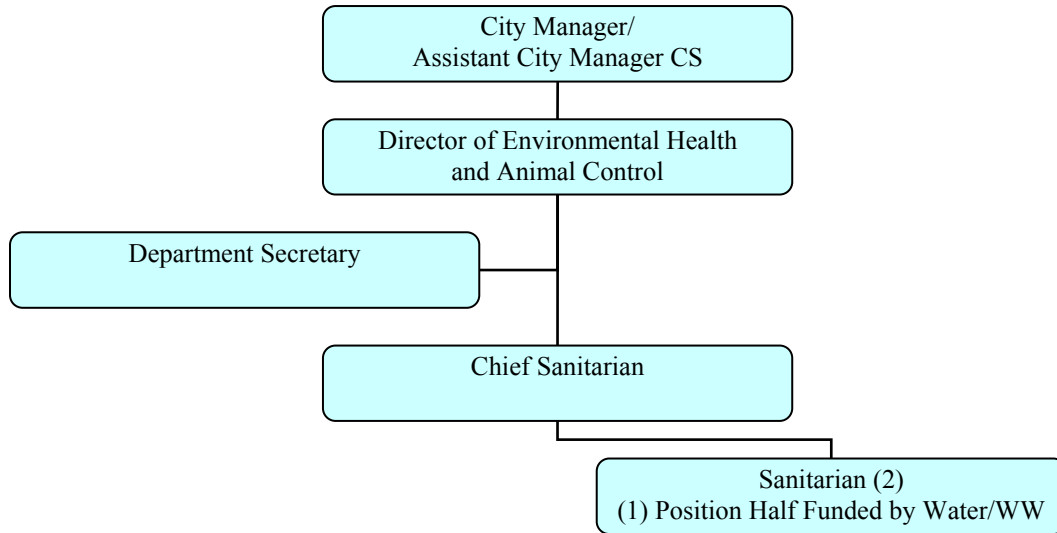 City Manager/
Assistant City Manager CS
Director of Environmental Health
and Animal Control
Department Secretary
Chief Sanitarian
Sanitarian (2)
(1) Position Half Funded by Water/WW